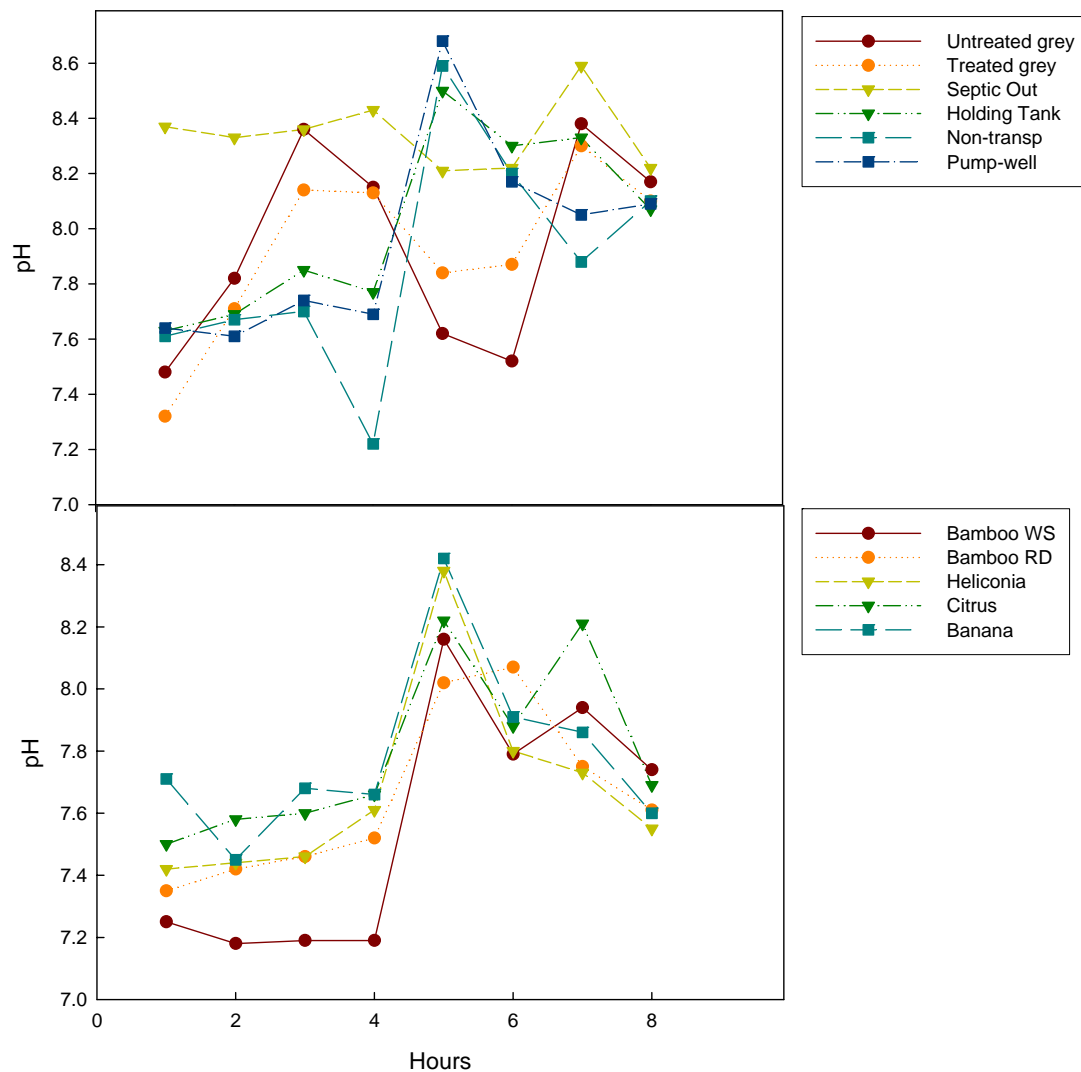 8.6
8.4
8.2
8.0
7.8
7.6
7.4
7.2
7.0
pH
Untreated grey
Treated grey
Septic Out
Holding Tank
Non-transp
Pump-well
8.4
8.2
8.0
7.8
7.6
7.4
7.2
7.0
pH
Bamboo WS
Bamboo RD
Heliconia
Citrus
Banana
0 2 4 6 8
Hours